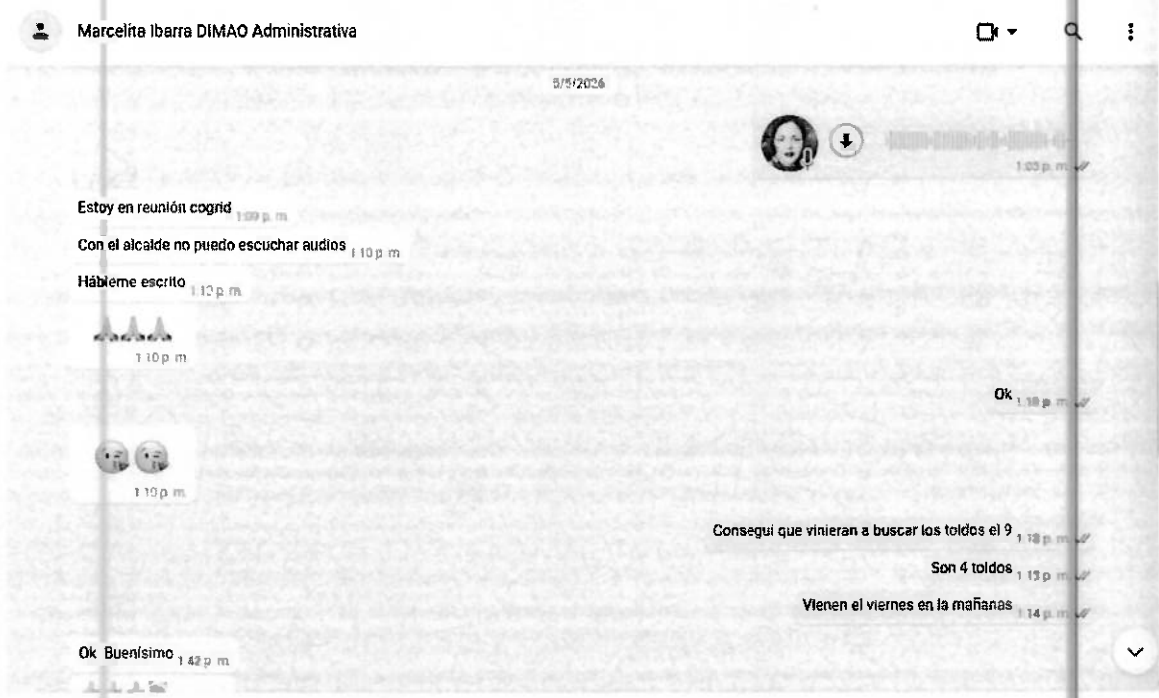 Marcelita Ibarra DIMAO Administrativa
5/5/2026
1:03 p. m.
Estoy en reunión cogrid 1:09 p. m.
Con el alcalde no puedo escuchar audios 1:10 p. m
Hábleme escrito 1:10 p. m.
1:10 p. m
Ok 1:10 p. m.
1:10 p. m.
Consegui que vinieran a buscar los toldos el 9 1:13 p. m.
Son 4 toldos 1:13 p. m.
Vienen el viernes en la mañanas 1:14 p. m.
Ok Buenísimo 1:42 p. m.